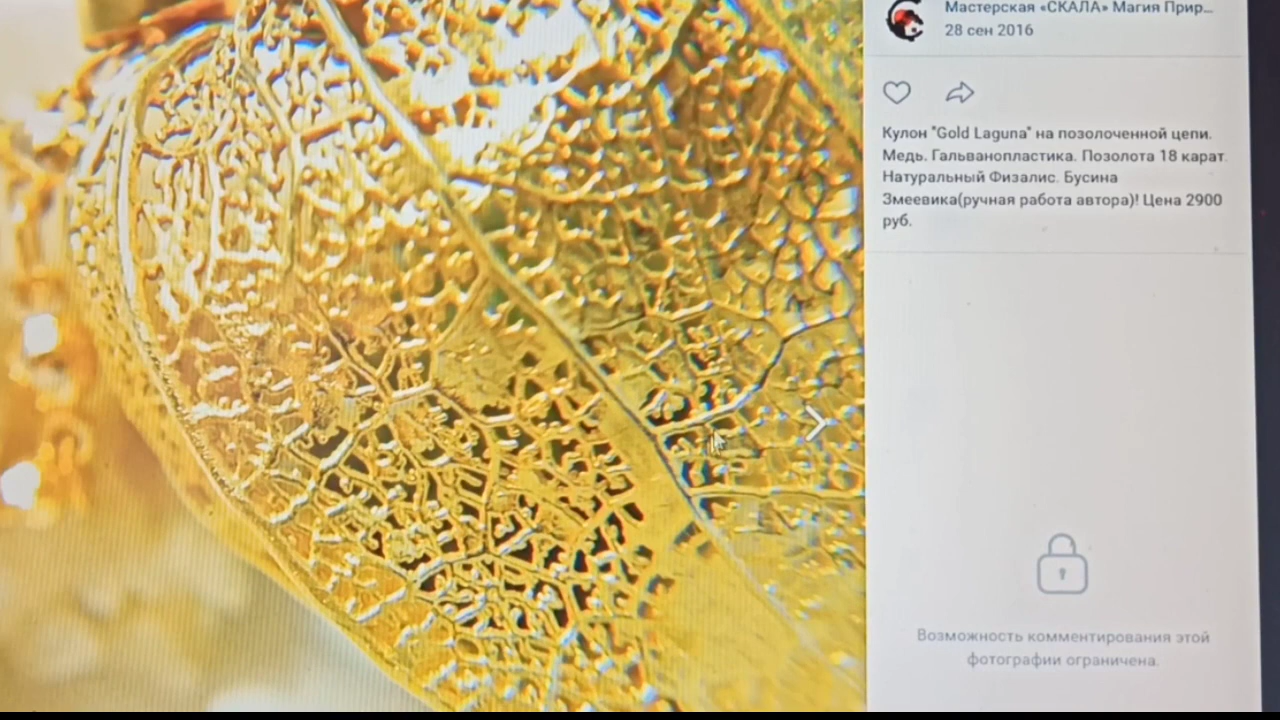 Мастерская «СКАЛА» Магия Прир...
28 сен 2016
Кулон "Gold Laguna" на позолоченной цепи.
Медь. Гальванопластика. Позолота 18 карат.
Натуральный Физалис. Бусина
Змеевика(ручная работа автора)! Цена 2900
руб.
Возможность комментирования этой
фотографии ограничена.